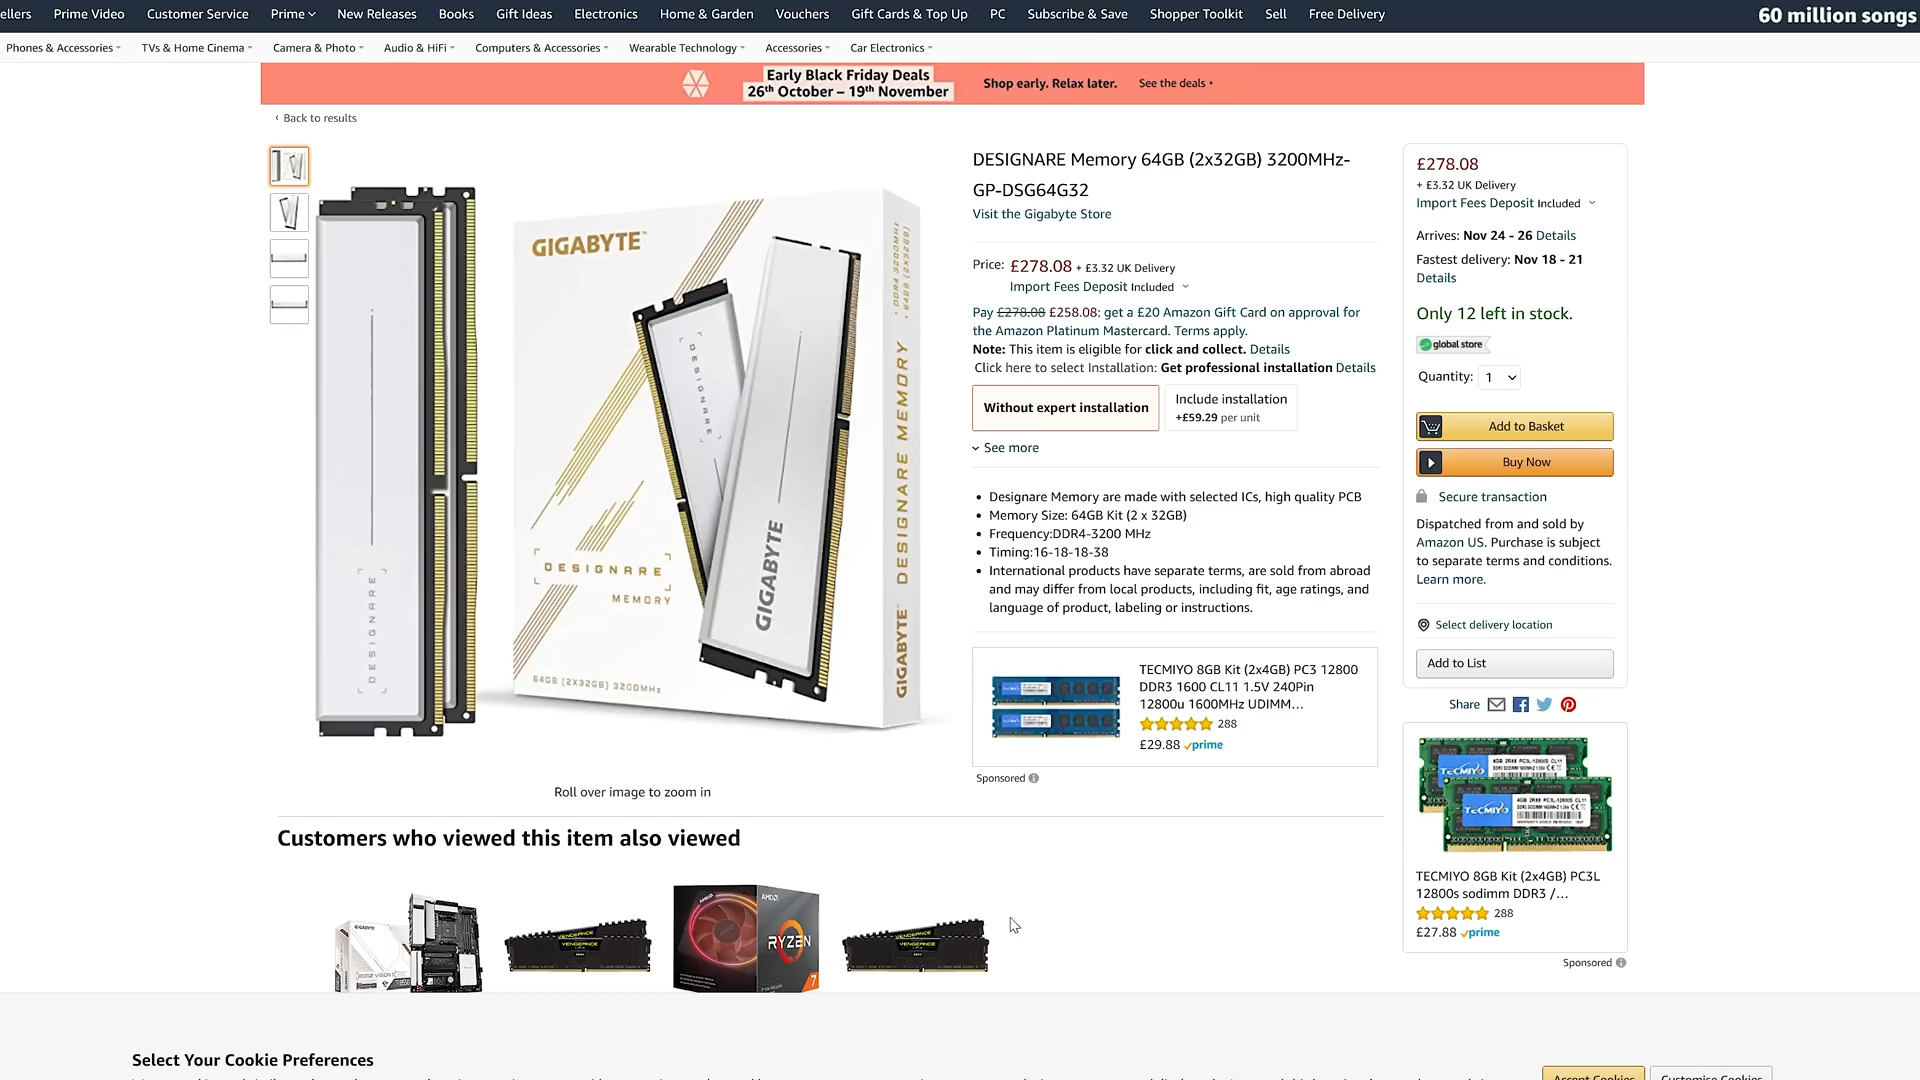 ellers Prime Video Customer Service Prime New Releases Books Gift Ideas Electronics Home & Garden Vouchers Gift Cards & Top Up PC Subscribe & Save Shopper Toolkit Sell Free Delivery 60 million songs
Phones & Accessories TVs & Home Cinema Camera & Photo Audio & HiFi Computers & Accessories Wearable Technology Accessories Car Electronics
Early Black Friday Deals
26th October – 19th November
Shop early. Relax later. See the deals ▸
‹ Back to results
GIGABYTE™
DESIGNARE
MEMORY
64GB (2X32GB) 3200MHz
DESIGNARE
DESIGNARE
GIGABYTE
GIGABYTE™ DESIGNARE MEMORY
Roll over image to zoom in
DESIGNARE Memory 64GB (2x32GB) 3200MHz-
GP-DSG64G32
Visit the Gigabyte Store
Price: £278.08 + £3.32 UK Delivery
Import Fees Deposit Included
Pay £278.08 £258.08: get a £20 Amazon Gift Card on approval for
the Amazon Platinum Mastercard. Terms apply.
Note: This item is eligible for click and collect. Details
Click here to select Installation: Get professional installation Details
Without expert installation
Include installation
+£59.29 per unit
See more
• Designare Memory are made with selected ICs, high quality PCB
• Memory Size: 64GB Kit (2 x 32GB)
• Frequency:DDR4-3200 MHz
• Timing:16-18-18-38
• International products have separate terms, are sold from abroad
and may differ from local products, including fit, age ratings, and
language of product, labeling or instructions.
TECMIYO 8GB Kit (2x4GB) PC3 12800
DDR3 1600 CL11 1.5V 240Pin
12800u 1600MHz UDIMM…
288
£29.88 prime
Sponsored
£278.08
+ £3.32 UK Delivery
Import Fees Deposit Included
Arrives: Nov 24 - 26 Details
Fastest delivery: Nov 18 - 21
Details
Only 12 left in stock.
global store
Quantity: 1
Add to Basket
Buy Now
Secure transaction
Dispatched from and sold by
Amazon US. Purchase is subject
to separate terms and conditions.
Learn more.
Select delivery location
Add to List
Share
TECMIYO
TECMIYO
TECMIYO 8GB Kit (2x4GB) PC3L
12800s sodimm DDR3 /…
288
£27.88 prime
Sponsored
Customers who viewed this item also viewed
GIGABYTE
VENGEANCE
AMD
RYZEN
7
VENGEANCE
Select Your Cookie Preferences
Accept Cookies Customise Cookies